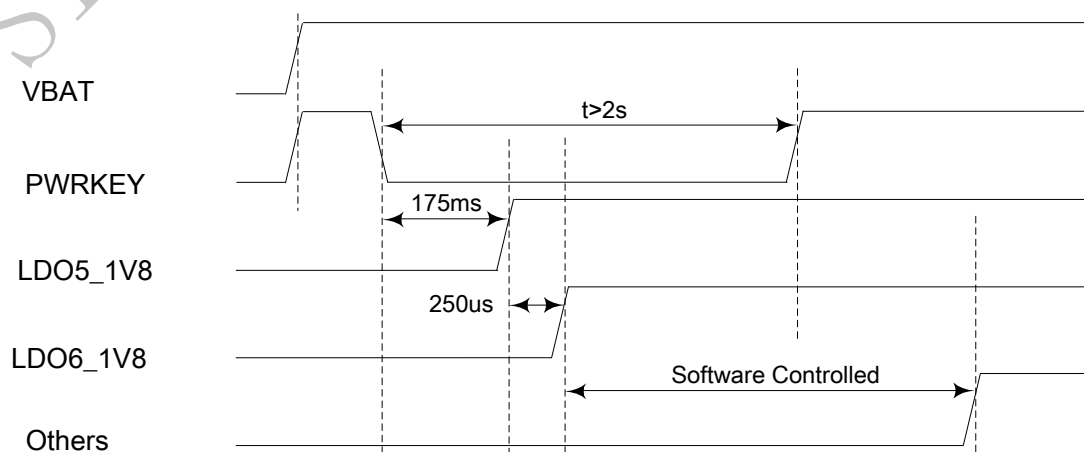 VBAT
t>2s
PWRKEY
175ms
LDO5_1V8
250us
LDO6_1V8
Software Controlled
Others